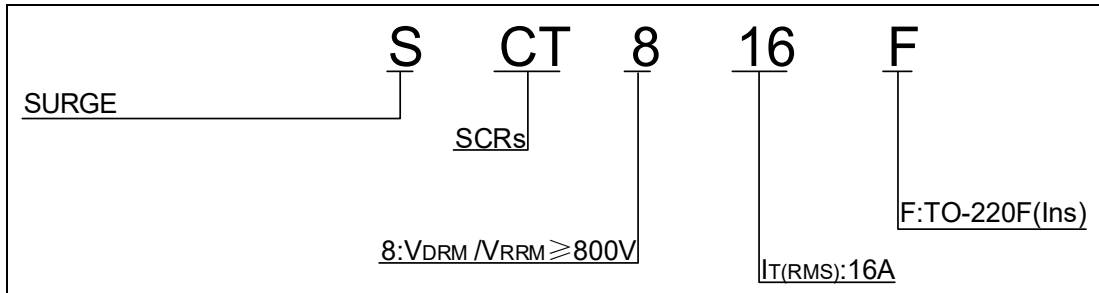 S CT 8 16 F
SURGE
SCRs
F:TO-220F(Ins)
8:VDRM /VRRM≥800V
IT(RMS):16A